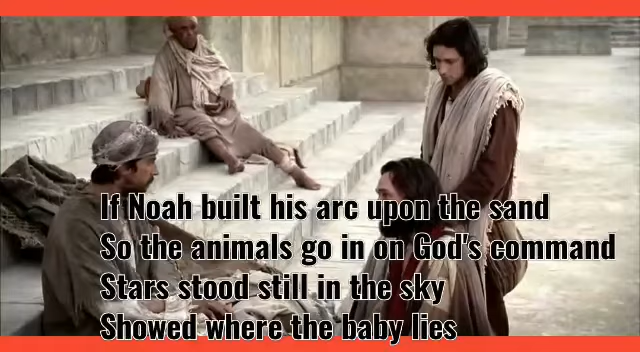 If Noah built his arc upon the sand
So the animals go in on God's command
Stars stood still in the sky
Showed where the baby lies